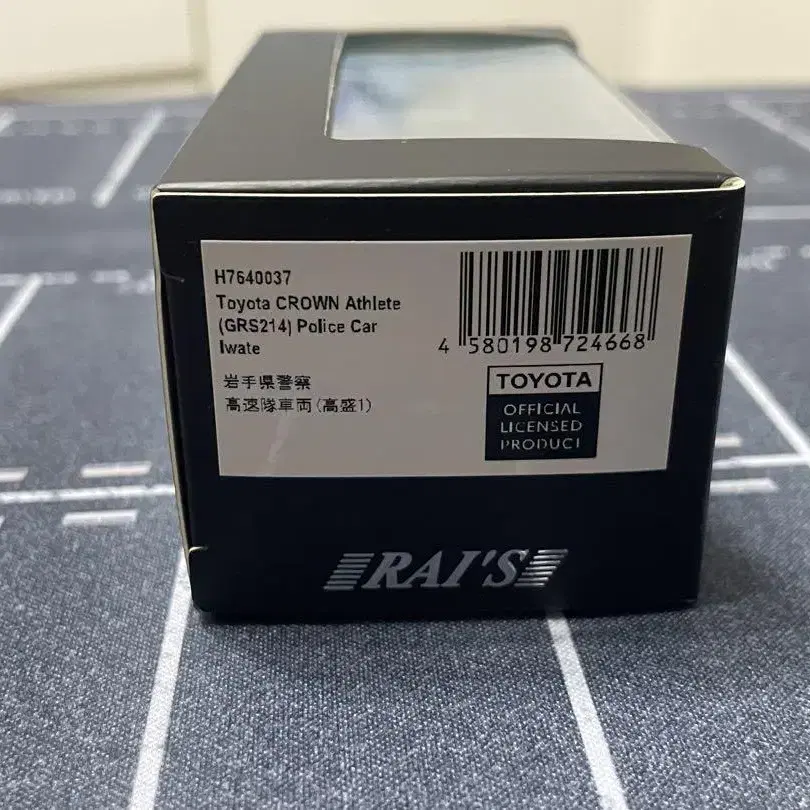 H7640037
Toyota CROWN Athlete
(GRS214) Police Car
Iwate
岩手県警察
高速隊車両(高盛1)
4 580198 724668
TOYOTA
OFFICIAL
LICENSED
PRODUCT
RAI'S